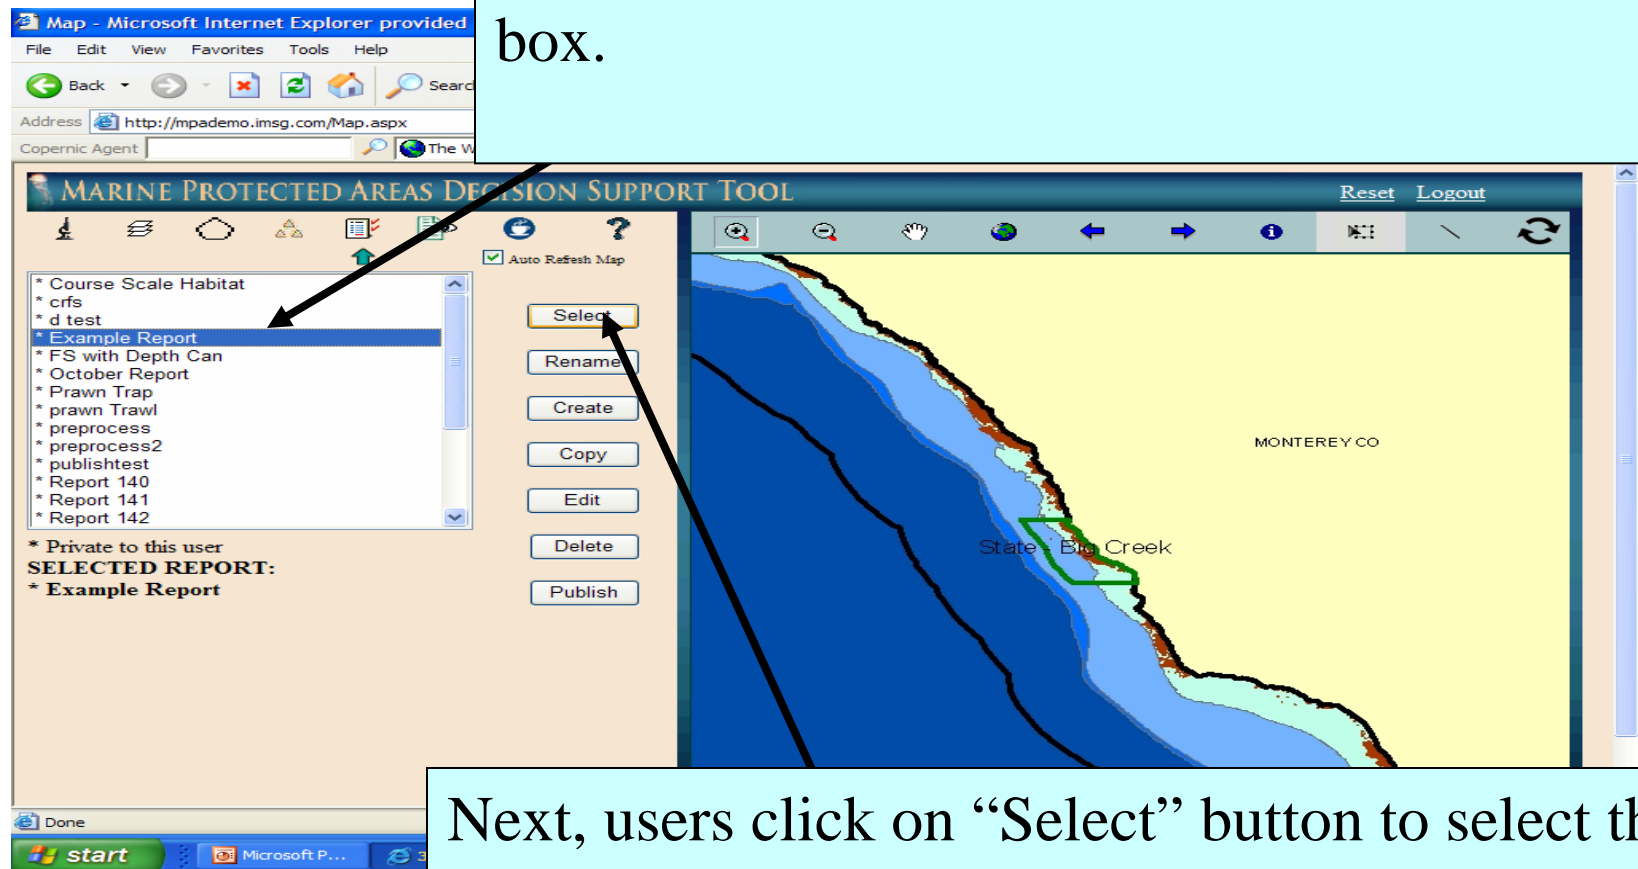 Map - Microsoft Internet Explorer provided
box.
File Edit View Favorites Tools Help
Back Search
Address http://mpademo.imsg.com/Map.aspx
Copernic Agent The W
MARINE PROTECTED AREAS DECISION SUPPORT TOOL
Reset Logout
Auto Refresh Map
* Course Scale Habitat
* crfs
* d test
* Example Report
* FS with Depth Can
* October Report
* Prawn Trap
* prawn Trawl
* preprocess
* preprocess2
* publishtest
* Report 140
* Report 141
* Report 142
Select
Rename
Create
Copy
Edit
Delete
Publish
* Private to this user
SELECTED REPORT:
* Example Report
MONTEREY CO
State - Big Creek
Next, users click on “Select” button to select th
Done
start Microsoft P... 3